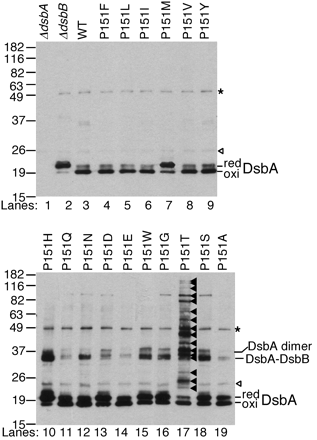 ΔdsbA ΔdsbB WT P151F P151L P151I P151M P151V P151Y
182
116
82
63
49
37
26
19
15
*
red
oxi DsbA
Lanes: 1 2 3 4 5 6 7 8 9
P151H P151Q P151N P151D P151E P151W P151G P151T P151S P151A
182
116
82
63
49
37
26
19
15
*
DsbA dimer
DsbA-DsbB
red
oxi DsbA
Lanes: 10 11 12 13 14 15 16 17 18 19